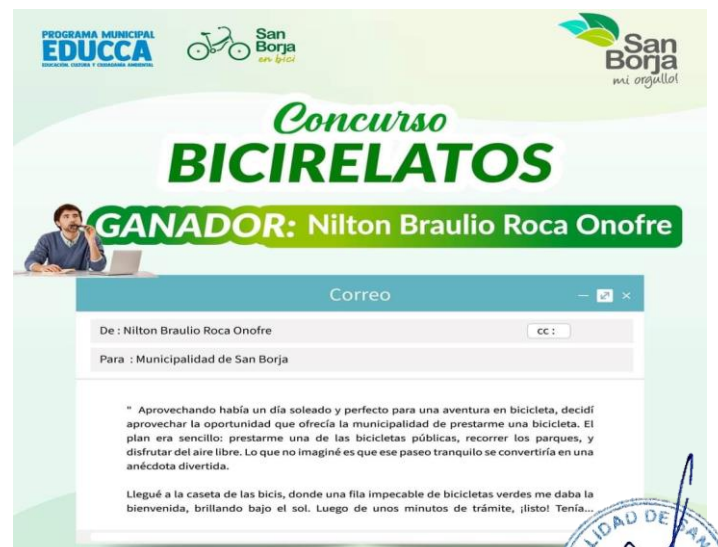 PROGRAMA MUNICIPAL
EDUCCA
EDUCACIÓN, CULTURA Y CIUDADANÍA AMBIENTAL
San
Borja
en bici
San
Borja
mi orgullo!
Concurso
BICIRELATOS
GANADOR: Nilton Braulio Roca Onofre
Correo
De : Nilton Braulio Roca Onofre
cc :
Para : Municipalidad de San Borja
" Aprovechando había un día soleado y perfecto para una aventura en bicicleta, decidí
aprovechar la oportunidad que ofrecía la municipalidad de prestarme una bicicleta. El
plan era sencillo: prestarme una de las bicicletas públicas, recorrer los parques, y
disfrutar del aire libre. Lo que no imaginé es que ese paseo tranquilo se convertiría en una
anécdota divertida.
Llegué a la caseta de las bicis, donde una fila impecable de bicicletas verdes me daba la
bienvenida, brillando bajo el sol. Luego de unos minutos de trámite, ¡listo! Tenía...